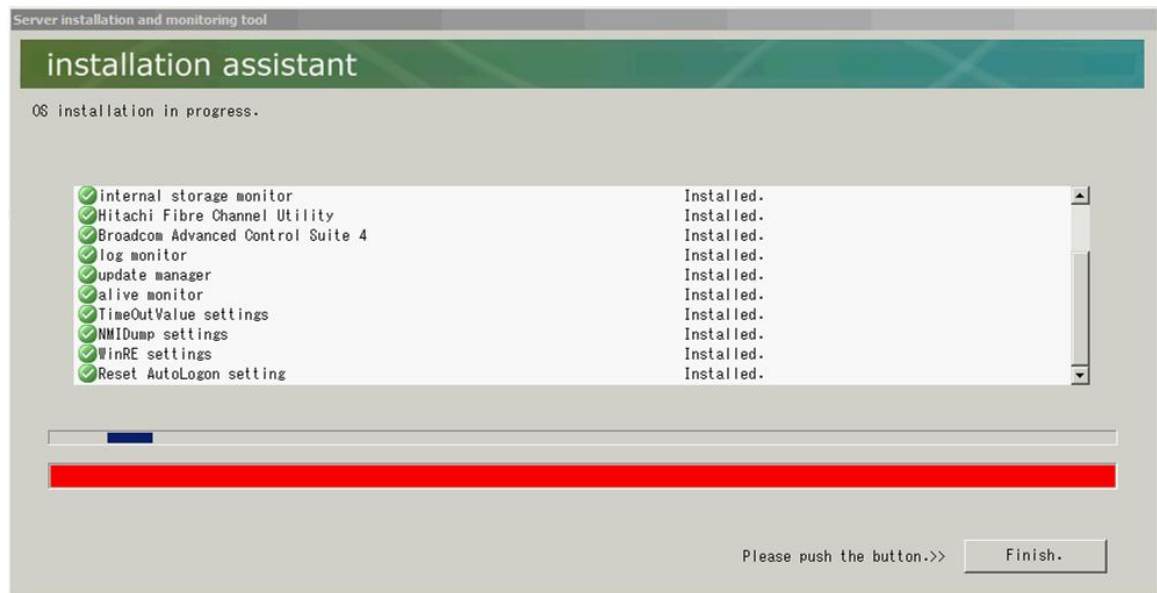 Server installation and monitoring tool
installation assistant
OS installation in progress.
internal storage monitor Installed.
Hitachi Fibre Channel Utility Installed.
Broadcom Advanced Control Suite 4 Installed.
log monitor Installed.
update manager Installed.
alive monitor Installed.
TimeOutValue settings Installed.
NMIDump settings Installed.
WinRE settings Installed.
Reset AutoLogon setting Installed.
Please push the button.>> Finish.